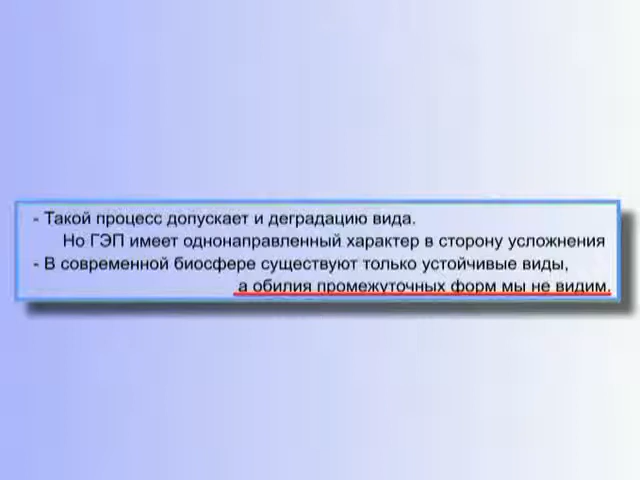 - Такой процесс допускает и деградацию вида.
Но ГЭП имеет однонаправленный характер в сторону усложнения
- В современной биосфере существуют только устойчивые виды,
а обилия промежуточных форм мы не видим.